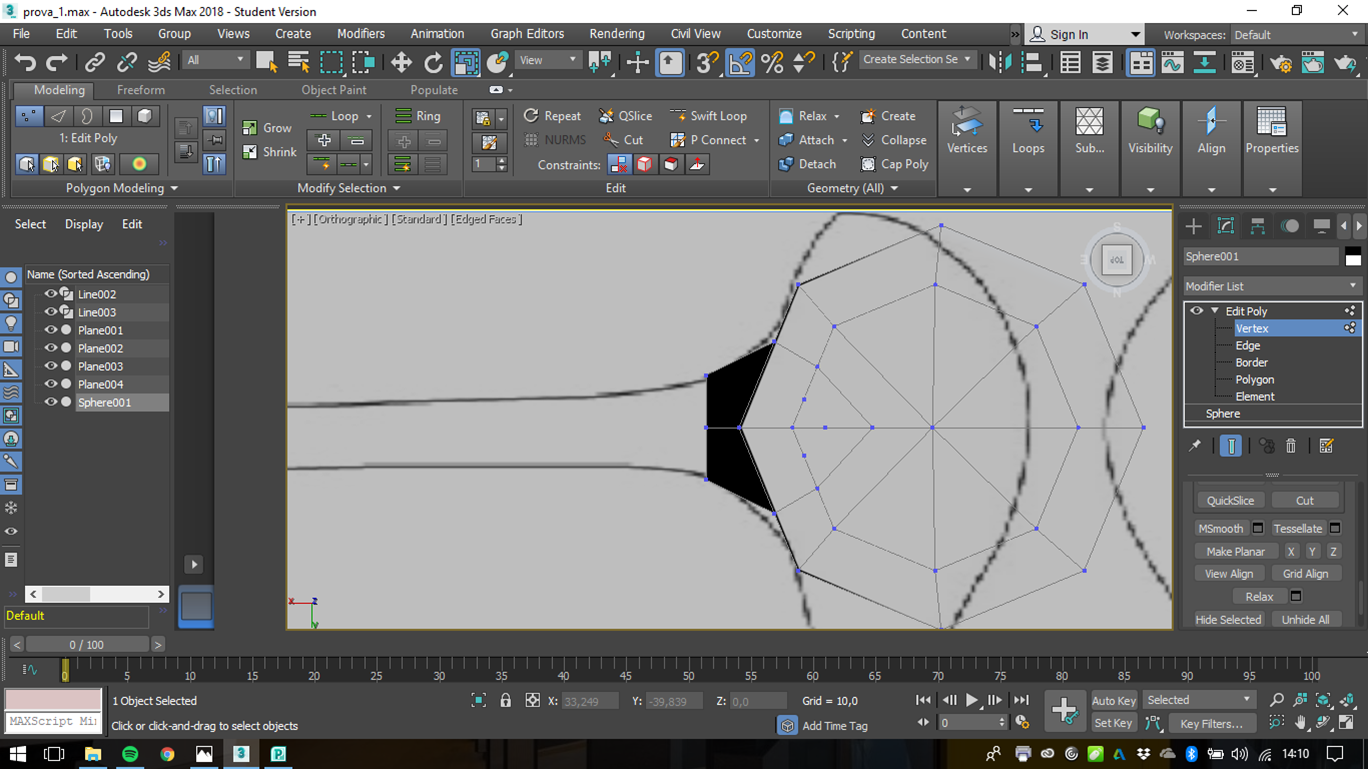 prova_1.max - Autodesk 3ds Max 2018 - Student Version
File Edit Tools Group Views Create Modifiers Animation Graph Editors Rendering Civil View Customize Scripting Content » Sign In Workspaces: Default
All View 3 Create Selection Se
Modeling Freeform Selection Object Paint Populate
1: Edit Poly
Grow
Shrink
Loop
Ring
1
Repeat QSlice Swift Loop
NURMS Cut P Connect
Constraints:
Relax Create
Attach Collapse
Detach Cap Poly
Vertices Loops Sub... Visibility Align Properties
Polygon Modeling Modify Selection Edit Geometry (All)
Select Display Edit
»
Name (Sorted Ascending)
Line002
Line003
Plane001
Plane002
Plane003
Plane004
Sphere001
» Default »
[+] [Orthographic] [Standard] [Edged Faces]
S
E TOP W
N
x z
y
Sphere001
Modifier List
Edit Poly
Vertex
Edge
Border
Polygon
Element
Sphere
QuickSlice Cut
MSmooth Tessellate
Make Planar X Y Z
View Align Grid Align
Relax
Hide Selected Unhide All
< 0 / 100 >
0 5 10 15 20 25 30 35 40 45 50 55 60 65 70 75 80 85 90 95 100
1 Object Selected X: 33,249 Y: -39,839 Z: 0,0 Grid = 10,0 Auto Key Selected
MAXScript Mi
Click or click-and-drag to select objects Add Time Tag 0 Set Key Key Filters...
14:10